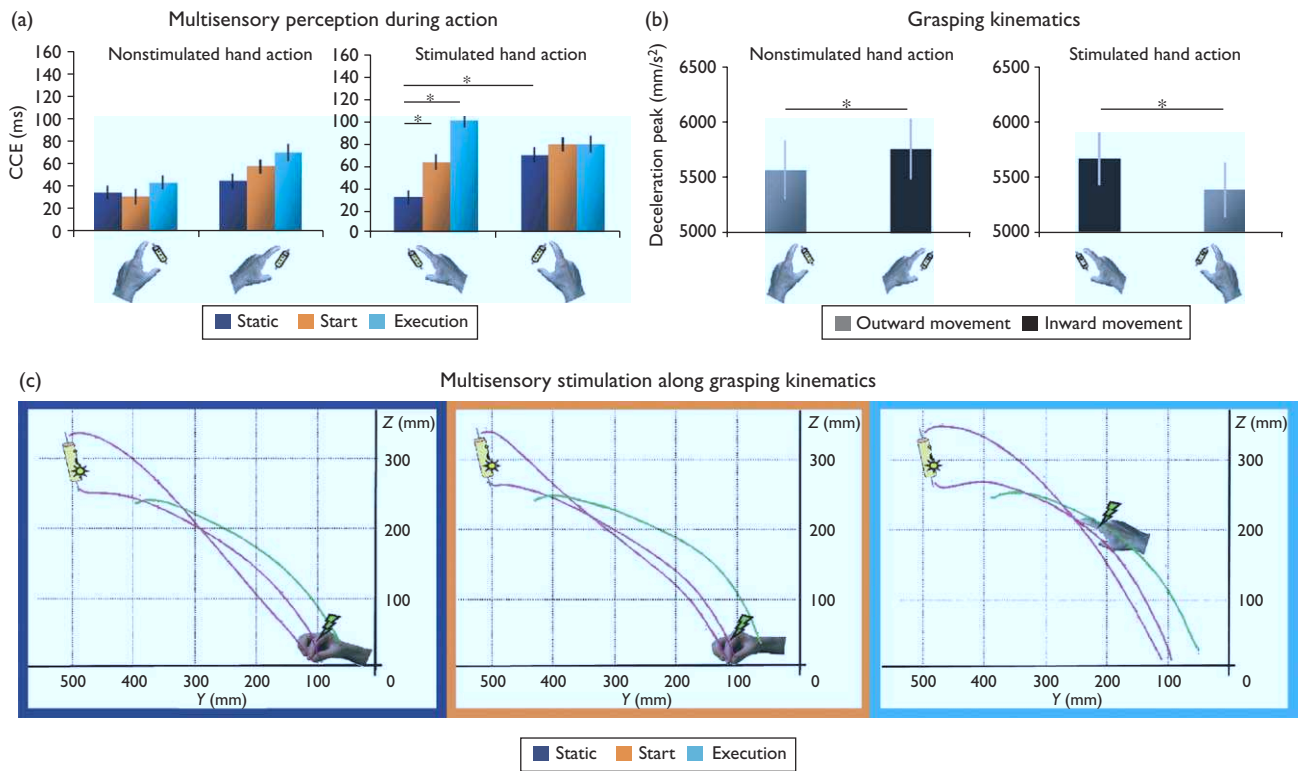 (a) Multisensory perception during action
Nonstimulated hand action
Stimulated hand action
CCE (ms)
160
140
120
100
80
60
40
20
0
160
140
120
100
80
60
40
20
0
*
*
*
Static Start Execution
(b) Grasping kinematics
Nonstimulated hand action
Stimulated hand action
Deceleration peak (mm/s²)
6500
6000
5500
5000
6500
6000
5500
5000
*
*
Outward movement Inward movement
(c) Multisensory stimulation along grasping kinematics
Z (mm)
300
200
100
500 400 300 200 100 0
Y (mm)
Z (mm)
300
200
100
500 400 300 200 100 0
Y (mm)
Z (mm)
300
200
100
500 400 300 200 100 0
Y (mm)
Static Start Execution